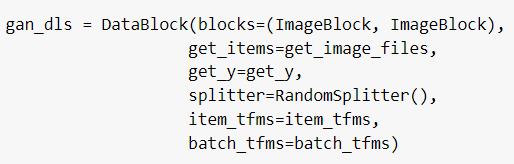 gan_dls = DataBlock(blocks=(ImageBlock, ImageBlock),
                    get_items=get_image_files,
                    get_y=get_y,
                    splitter=RandomSplitter(),
                    item_tfms=item_tfms,
                    batch_tfms=batch_tfms)